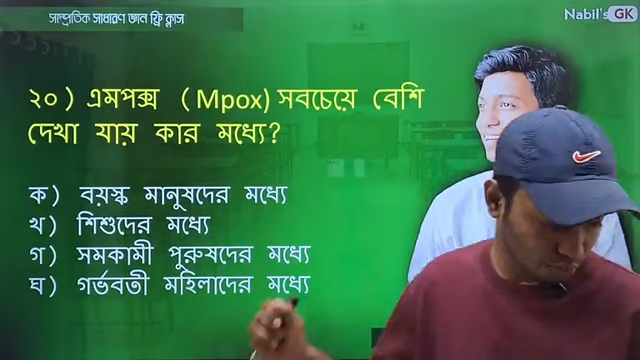 সাম্প্রতিক সাধারণ জ্ঞান ফ্রি ক্লাস
Nabil's GK
২০) এমপক্স (Mpox) সবচেয়ে বেশি
দেখা যায় কার মধ্যে?
ক) বয়স্ক মানুষদের মধ্যে
খ) শিশুদের মধ্যে
গ) সমকামী পুরুষদের মধ্যে
ঘ) গর্ভবতী মহিলাদের মধ্যে